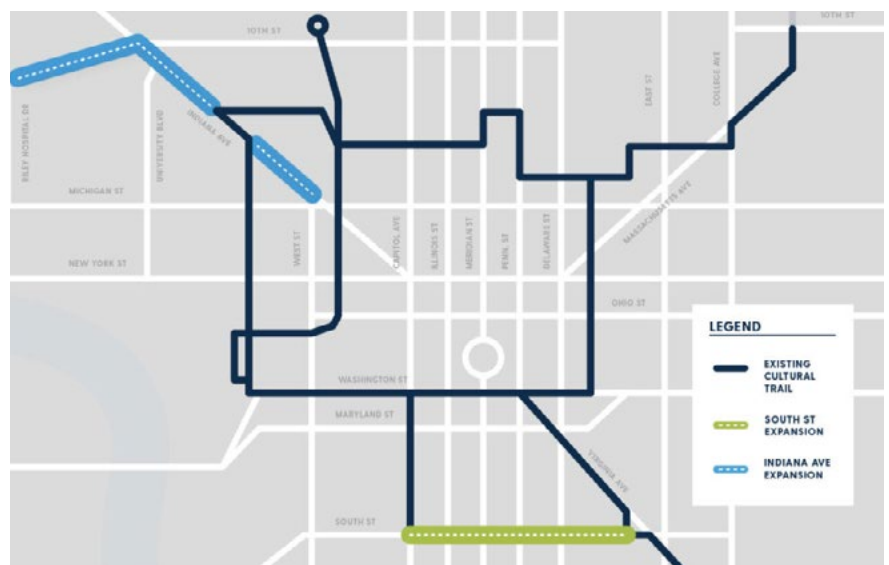 10TH ST
10TH ST
RILEY HOSPITAL DR
UNIVERSITY BLVD
INDIANA AVE
EAST ST
COLLEGE AVE
MICHIGAN ST
MASSACHUSETTS AVE
WEST ST
CAPITOL AVE
ILLINOIS ST
MERIDIAN ST
PENN. ST
DELAWARE ST
NEW YORK ST
OHIO ST
LEGEND
EXISTING
CULTURAL
TRAIL
SOUTH ST
EXPANSION
INDIANA AVE
EXPANSION
WASHINGTON ST
MARYLAND ST
VIRGINIA AVE
SOUTH ST